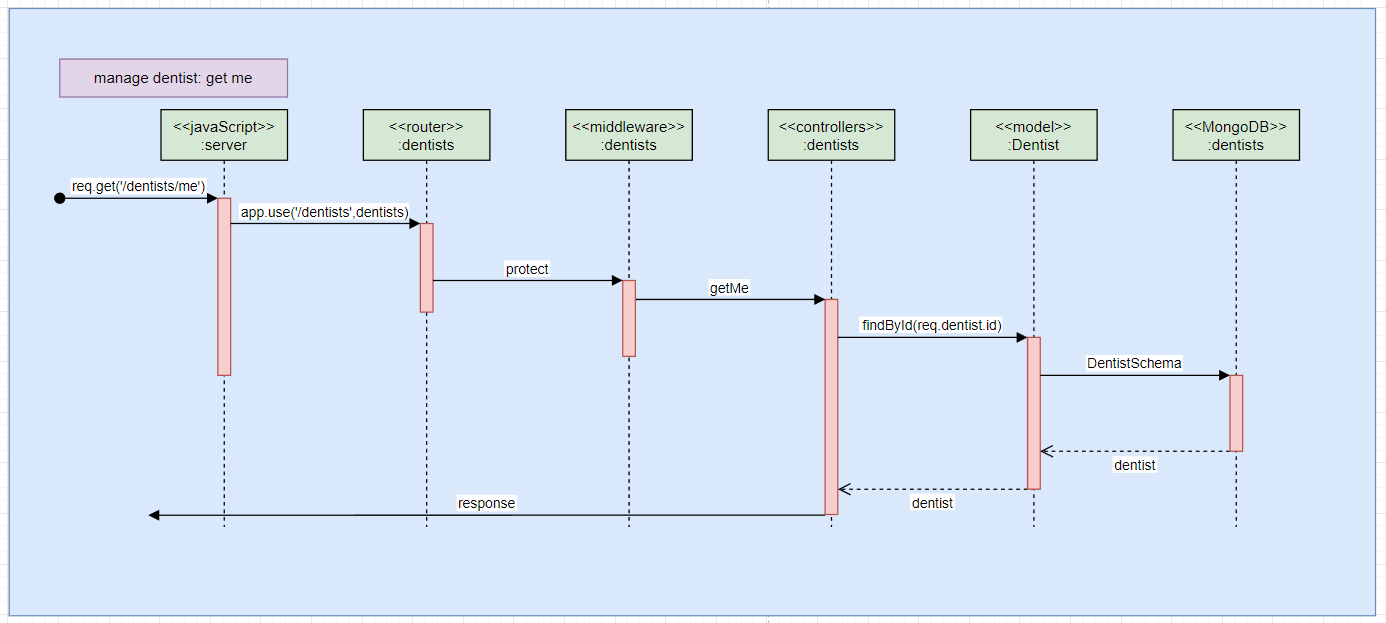 manage dentist: get me
<<javaScript>>
:server
<<router>>
:dentists
<<middleware>>
:dentists
<<controllers>>
:dentists
<<model>>
:Dentist
<<MongoDB>>
:dentists
req.get('/dentists/me')
app.use('/dentists',dentists)
protect
getMe
findById(req.dentist.id)
DentistSchema
dentist
dentist
response